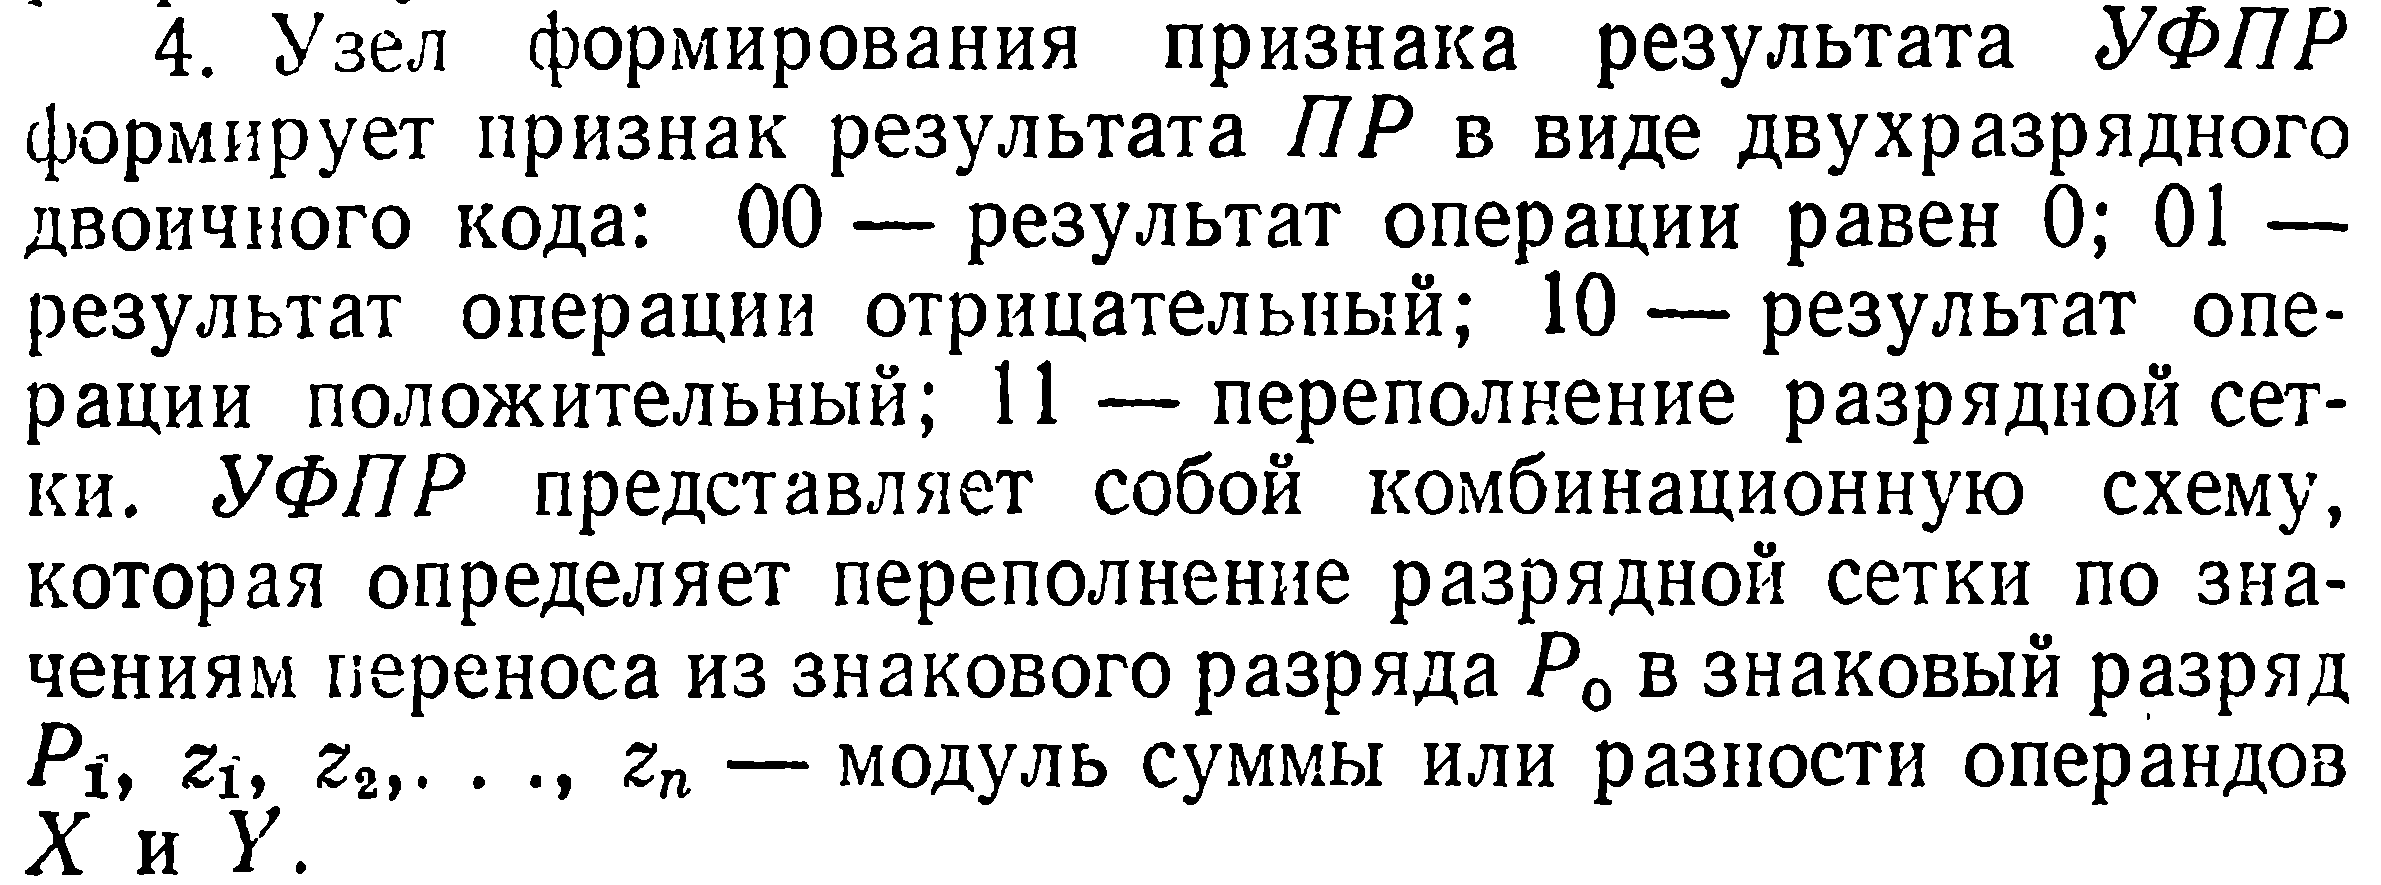 4. Узел формирования признака результата УФПР
формирует признак результата ПР в виде двухразрядного
двоичного кода: 00 — результат операции равен 0; 01 —
результат операции отрицательный; 10 — результат опе-
рации положительный; 11 — переполнение разрядной сет-
ки. УФПР представляет собой комбинационную схему,
которая определяет переполнение разрядной сетки по зна-
чениям переноса из знакового разряда P₀ в знаковый разряд
P₁, z₁, z₂,. . ., zₙ — модуль суммы или разности операндов
X и Y.